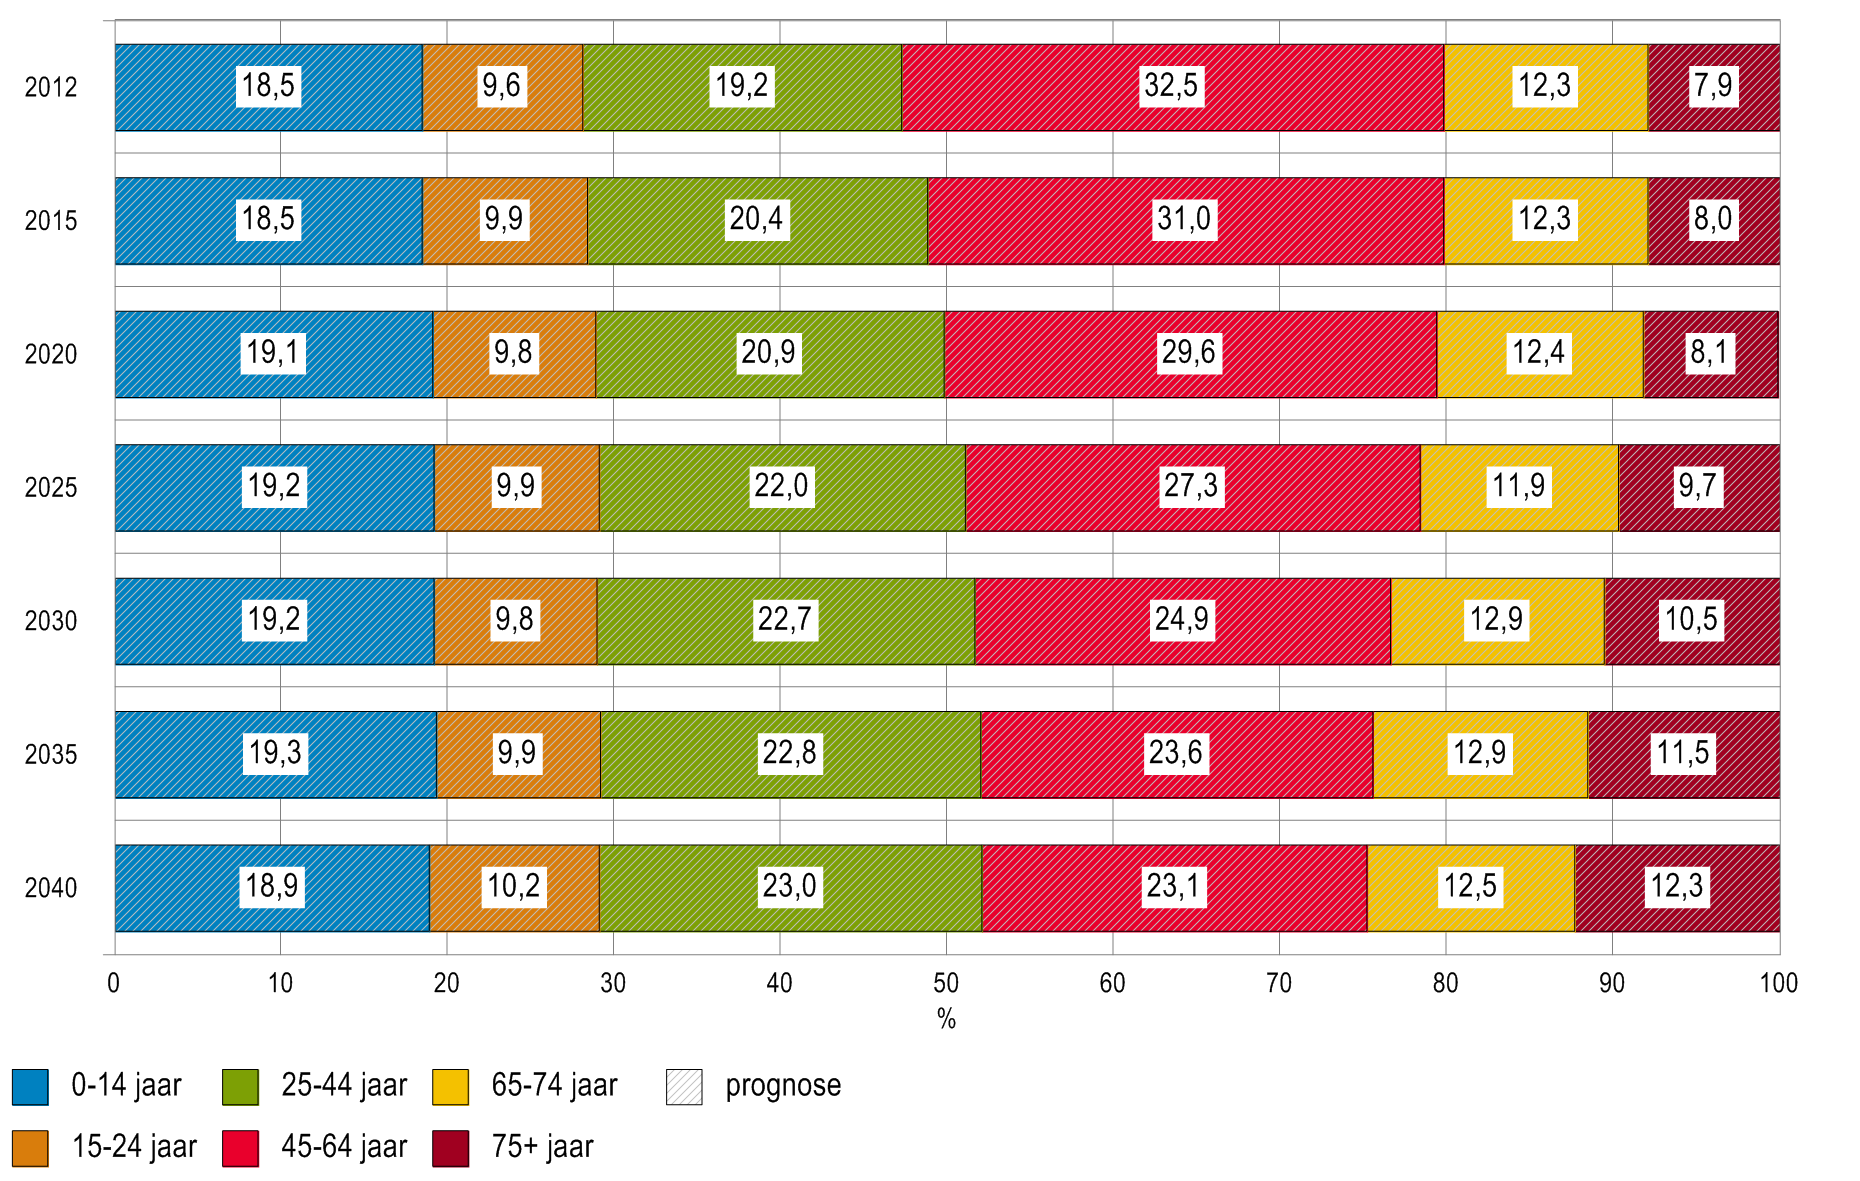 2012 18,5 9,6 19,2 32,5 12,3 7,9
2015 18,5 9,9 20,4 31,0 12,3 8,0
2020 19,1 9,8 20,9 29,6 12,4 8,1
2025 19,2 9,9 22,0 27,3 11,9 9,7
2030 19,2 9,8 22,7 24,9 12,9 10,5
2035 19,3 9,9 22,8 23,6 12,9 11,5
2040 18,9 10,2 23,0 23,1 12,5 12,3
0 10 20 30 40 50 60 70 80 90 100
%
0-14 jaar 25-44 jaar 65-74 jaar prognose
15-24 jaar 45-64 jaar 75+ jaar